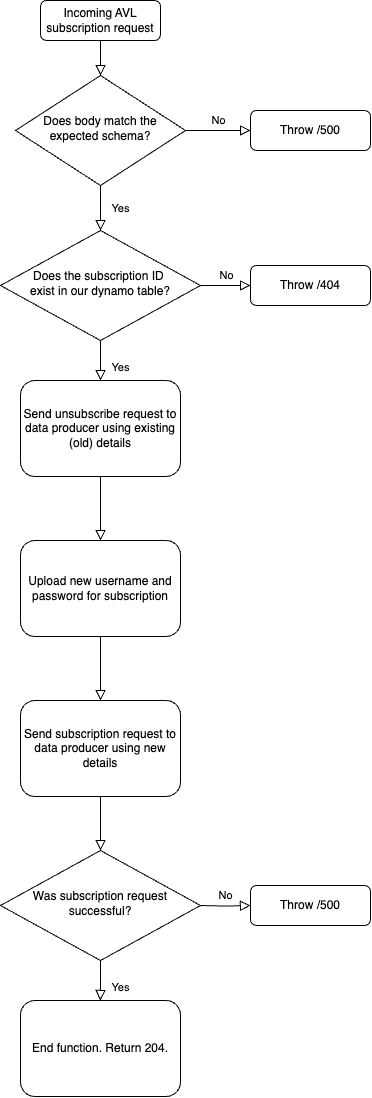 Incoming AVL
subscription request
Does body match the
expected schema?
No
Throw /500
Yes
Does the subscription ID
exist in our dynamo table?
No
Throw /404
Yes
Send unsubscribe request to
data producer using existing
(old) details
Upload new username and
password for subscription
Send subscription request to
data producer using new
details
Was subscription request
successful?
No
Throw /500
Yes
End function. Return 204.